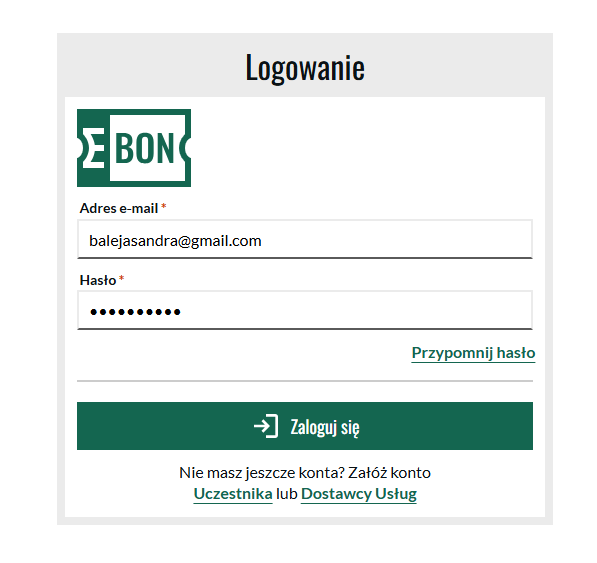 Logowanie
ΣBON
Adres e-mail *
balejasandra@gmail.com
Hasło *
••••••••••
Przypomnij hasło
Zaloguj się
Nie masz jeszcze konta? Załóż konto
Uczestnika lub Dostawcy Usług